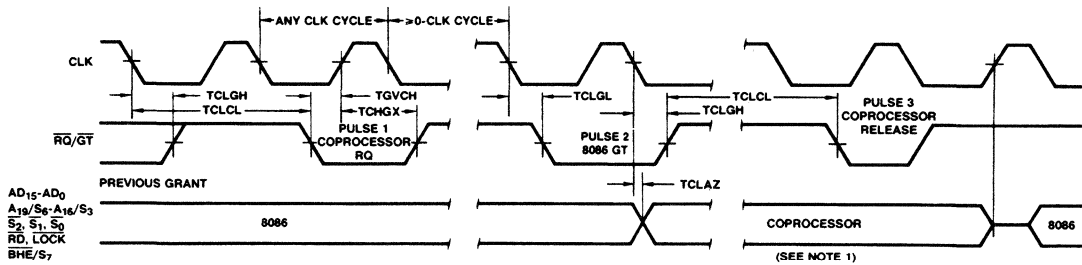 ANY CLK CYCLE
≥0-CLK CYCLE
CLK
TCLGH
TGVCH
TCLGL
TCLCL
TCLCL
TCHGX
TCLGH
RQ/GT
PULSE 1
COPROCESSOR
RQ
PULSE 2
8086 GT
PULSE 3
COPROCESSOR
RELEASE
PREVIOUS GRANT
TCLAZ
AD15-AD0
A19/S6-A16/S3
S2, S1, S0
RD, LOCK
BHE/S7
8086
COPROCESSOR
8086
(SEE NOTE 1)